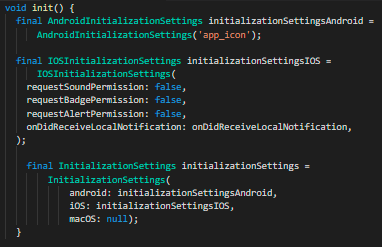 void init() {
  final AndroidInitializationSettings initializationSettingsAndroid =
      AndroidInitializationSettings('app_icon');

  final IOSInitializationSettings initializationSettingsIOS =
      IOSInitializationSettings(
    requestSoundPermission: false,
    requestBadgePermission: false,
    requestAlertPermission: false,
    onDidReceiveLocalNotification: onDidReceiveLocalNotification,
  );

    final InitializationSettings initializationSettings =
        InitializationSettings(
            android: initializationSettingsAndroid,
            iOS: initializationSettingsIOS,
            macOS: null);
  }